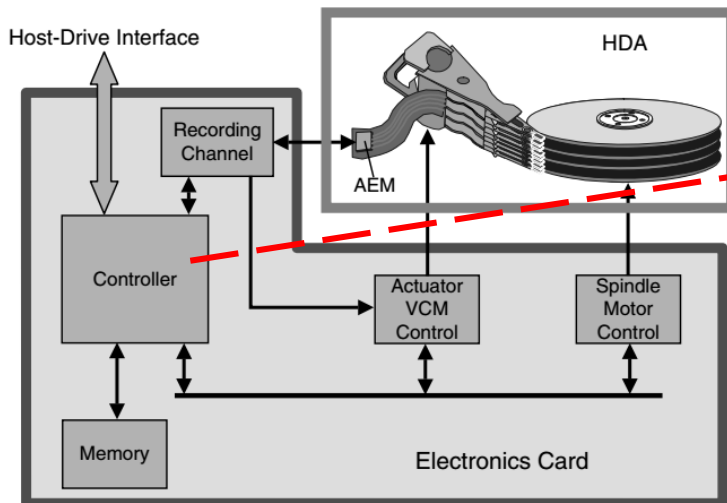 Host-Drive Interface
HDA
Recording
Channel
AEM
Controller
Actuator
VCM
Control
Spindle
Motor
Control
Memory
Electronics Card